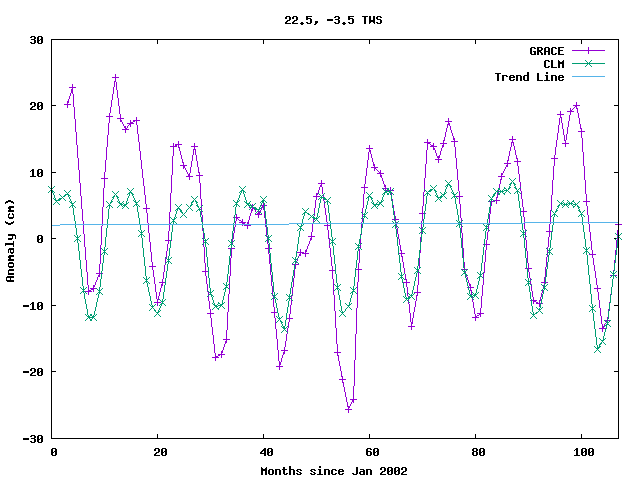 22.5, -3.5 TWS
GRACE
CLM
Trend Line
Anomaly (cm)
30
20
10
0
-10
-20
-30
0 20 40 60 80 100
Months since Jan 2002